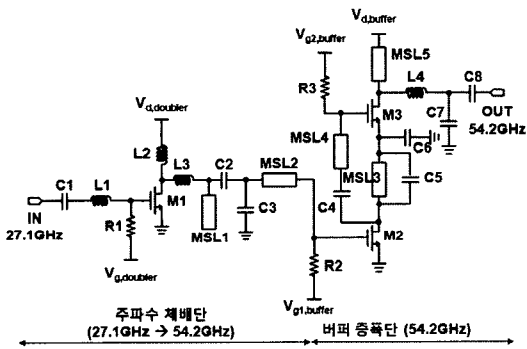 Vd,buffer
Vg2,buffer
MSL5
L4
C8
R3
M3
C7
OUT
54.2GHz
Vd,doubler
MSL4
C6
L2
L3
C2
MSL2
MSL3
C5
C1
L1
M1
C4
IN
27.1GHz
R1
MSL1
C3
M2
R2
Vg,doubler
Vg1,buffer
주파수 체배단
(27.1GHz → 54.2GHz)
버퍼 증폭단 (54.2GHz)